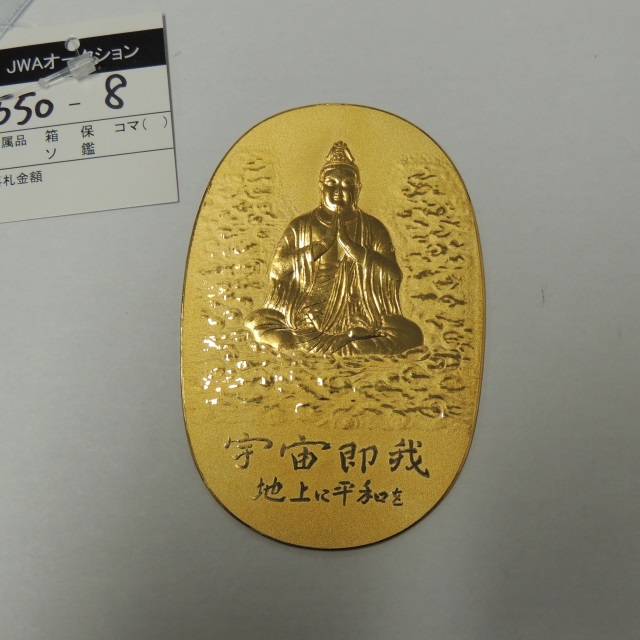 JWAオークション
550 - 8
属品 箱 保 コマ( )
ソ 鑑
札金額
宇宙即我
地上に平和を